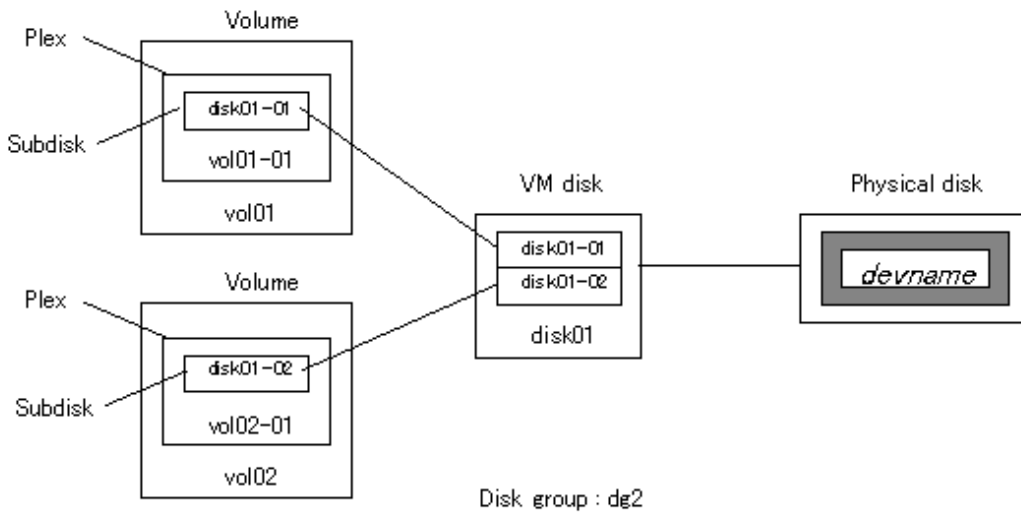 Volume
Plex
disk01-01
Subdisk
vol01-01
vol01
VM disk
disk01-01
disk01-02
disk01
Physical disk
devname
Volume
Plex
disk01-02
Subdisk
vol02-01
vol02
Disk group : dg2